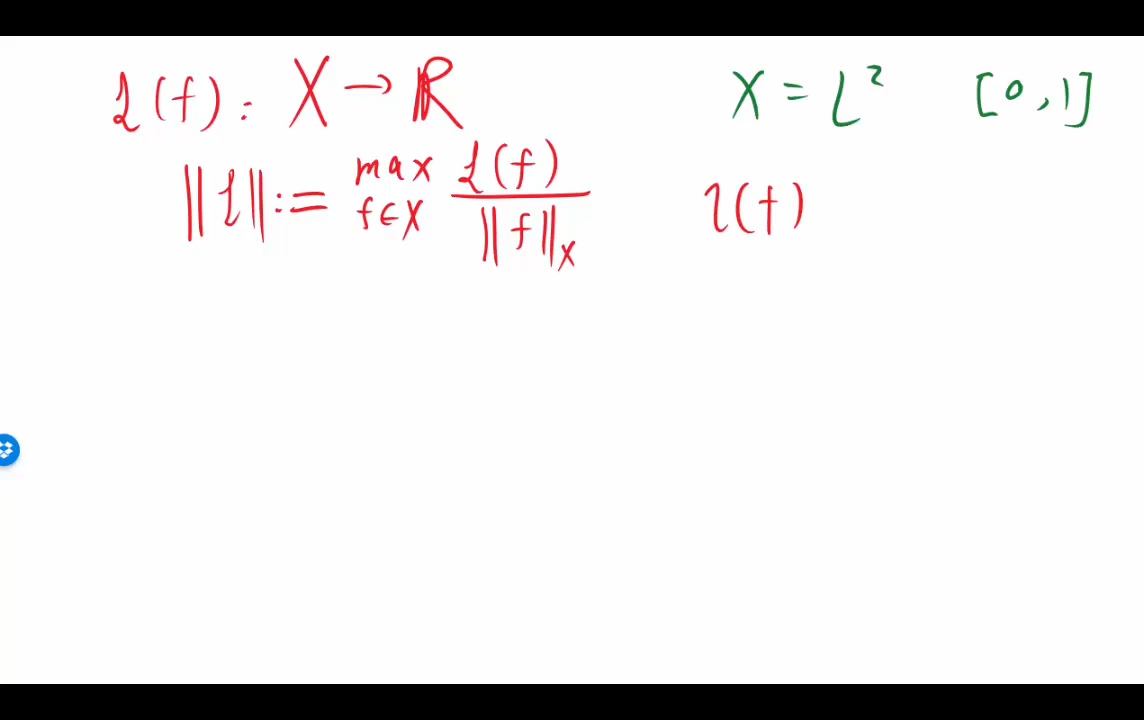 l(f): X → ℝ
X = L² [0,1]
‖l‖ := max f∈X l(f) / ‖f‖_X
l(f)